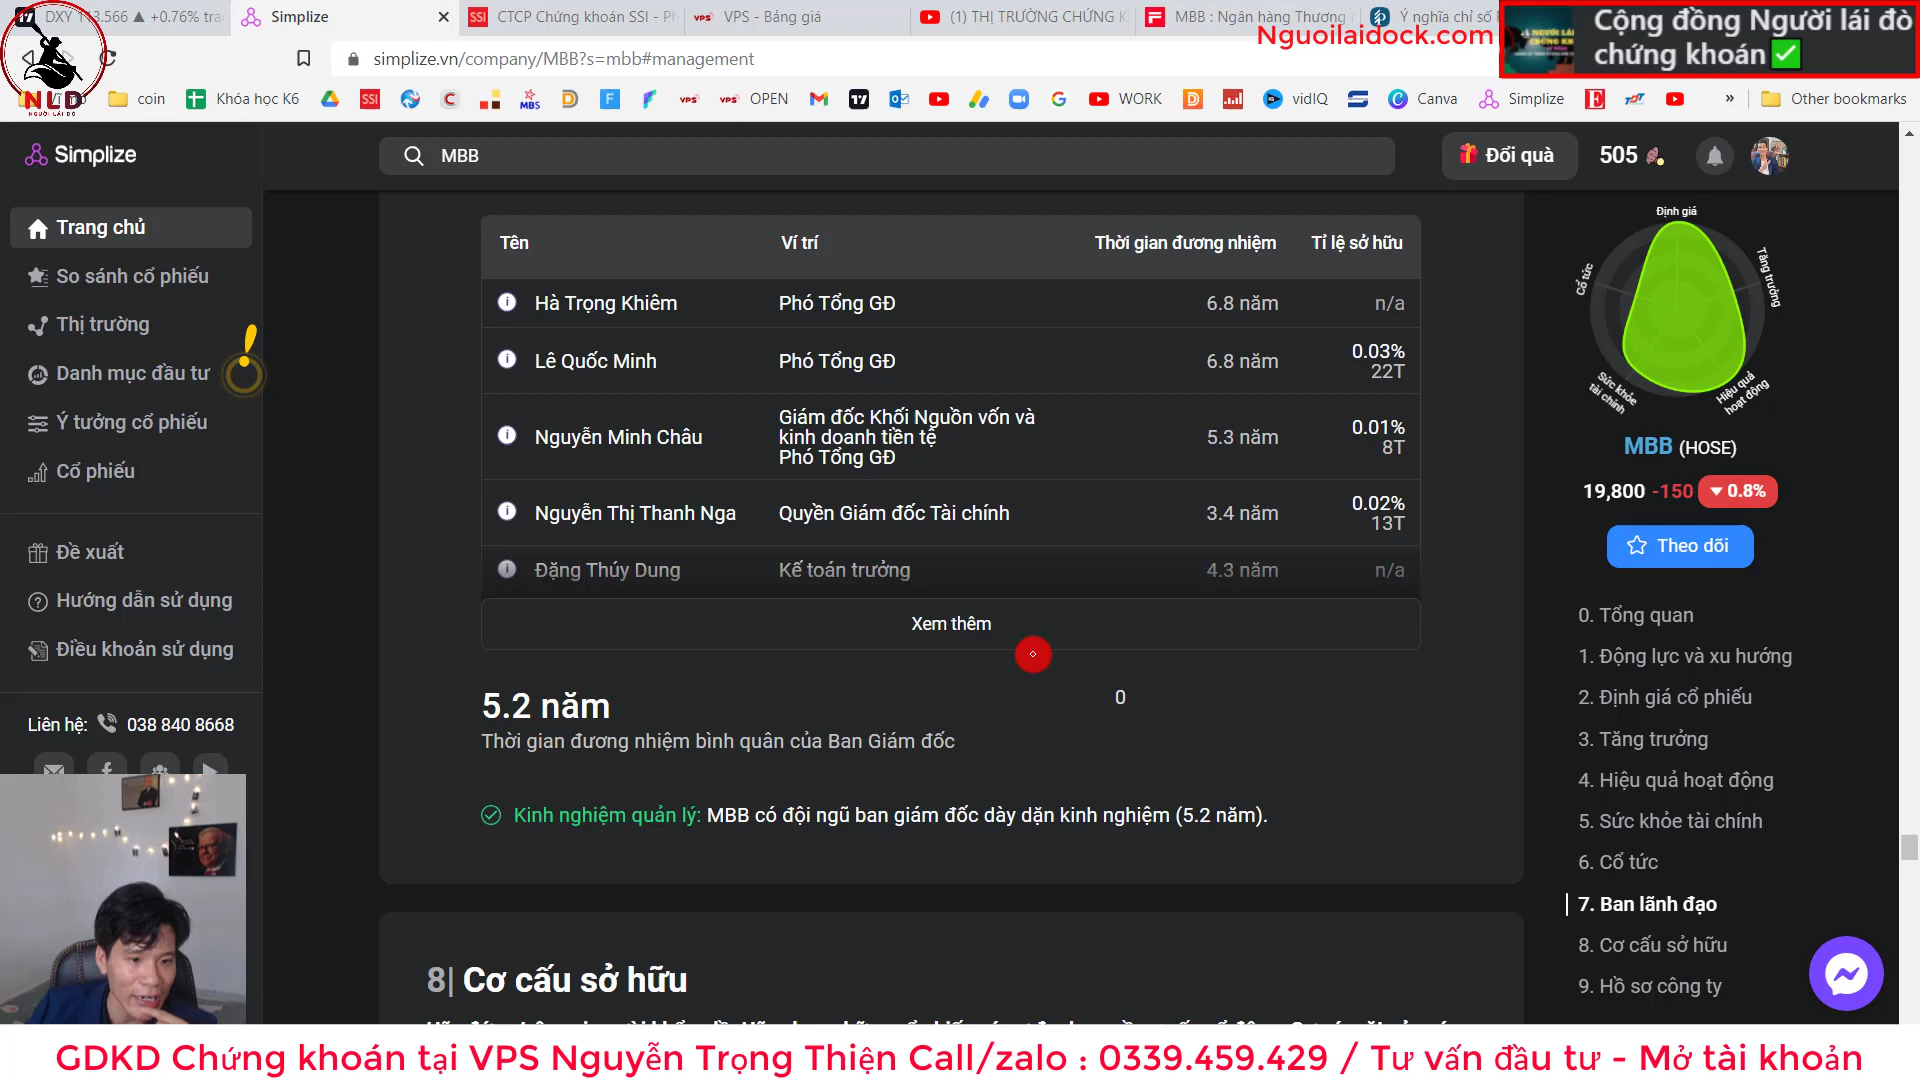 DXY 113.566 ▲ +0.76%
Simplize
CTCP Chứng khoán SSI
VPS - Bảng giá
(1) THỊ TRƯỜNG CHỨNG
MBB : Ngân hàng Thương
Ý nghĩa chỉ số
Nguoilaidock.com
Cộng đồng Người lái đò
chứng khoán ✅
simplize.vn/company/MBB?s=mbb#management
NLD
NGƯỜI LÁI ĐÒ
coin
Khóa học K6
SSI
MBS
VPS
VPS
OPEN
WORK
vidIQ
Canva
Simplize
»
Other bookmarks
Simplize
MBB
Đổi quà
505
Trang chủ
So sánh cổ phiếu
Thị trường
Danh mục đầu tư
Ý tưởng cổ phiếu
Cổ phiếu
Đề xuất
Hướng dẫn sử dụng
Điều khoản sử dụng
Liên hệ: 038 840 8668
Tên Ví trí Thời gian đương nhiệm Tỉ lệ sở hữu
Hà Trọng Khiêm Phó Tổng GĐ 6.8 năm n/a
Lê Quốc Minh Phó Tổng GĐ 6.8 năm 0.03%
22T
Giám đốc Khối Nguồn vốn và
Nguyễn Minh Châu kinh doanh tiền tệ 5.3 năm 0.01%
Phó Tổng GĐ 8T
Nguyễn Thị Thanh Nga Quyền Giám đốc Tài chính 3.4 năm 0.02%
13T
Đặng Thúy Dung Kế toán trưởng 4.3 năm n/a
Xem thêm
5.2 năm
0
Thời gian đương nhiệm bình quân của Ban Giám đốc
Kinh nghiệm quản lý: MBB có đội ngũ ban giám đốc dày dặn kinh nghiệm (5.2 năm).
8| Cơ cấu sở hữu
Định giá
Tăng trưởng
Cổ tức
Sức khỏe
tài chính
Hiệu quả
hoạt động
MBB (HOSE)
19,800 -150 ▼ 0.8%
Theo dõi
0. Tổng quan
1. Động lực và xu hướng
2. Định giá cổ phiếu
3. Tăng trưởng
4. Hiệu quả hoạt động
5. Sức khỏe tài chính
6. Cổ tức
7. Ban lãnh đạo
8. Cơ cấu sở hữu
9. Hồ sơ công ty
GDKD Chứng khoán tại VPS Nguyễn Trọng Thiện Call/zalo : 0339.459.429 / Tư vấn đầu tư - Mở tài khoản